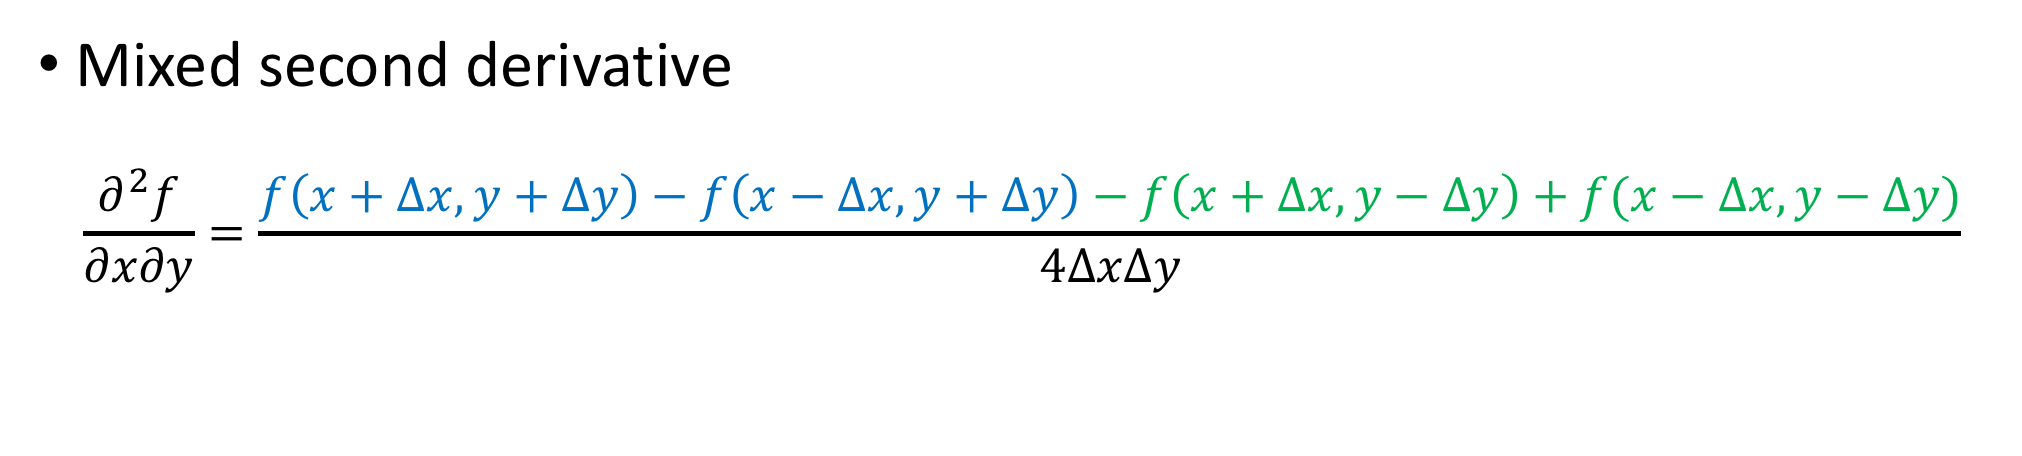 • Mixed second derivative
∂²f/∂x∂y = (f(x + Δx, y + Δy) − f(x − Δx, y + Δy) − f(x + Δx, y − Δy) + f(x − Δx, y − Δy))/4ΔxΔy